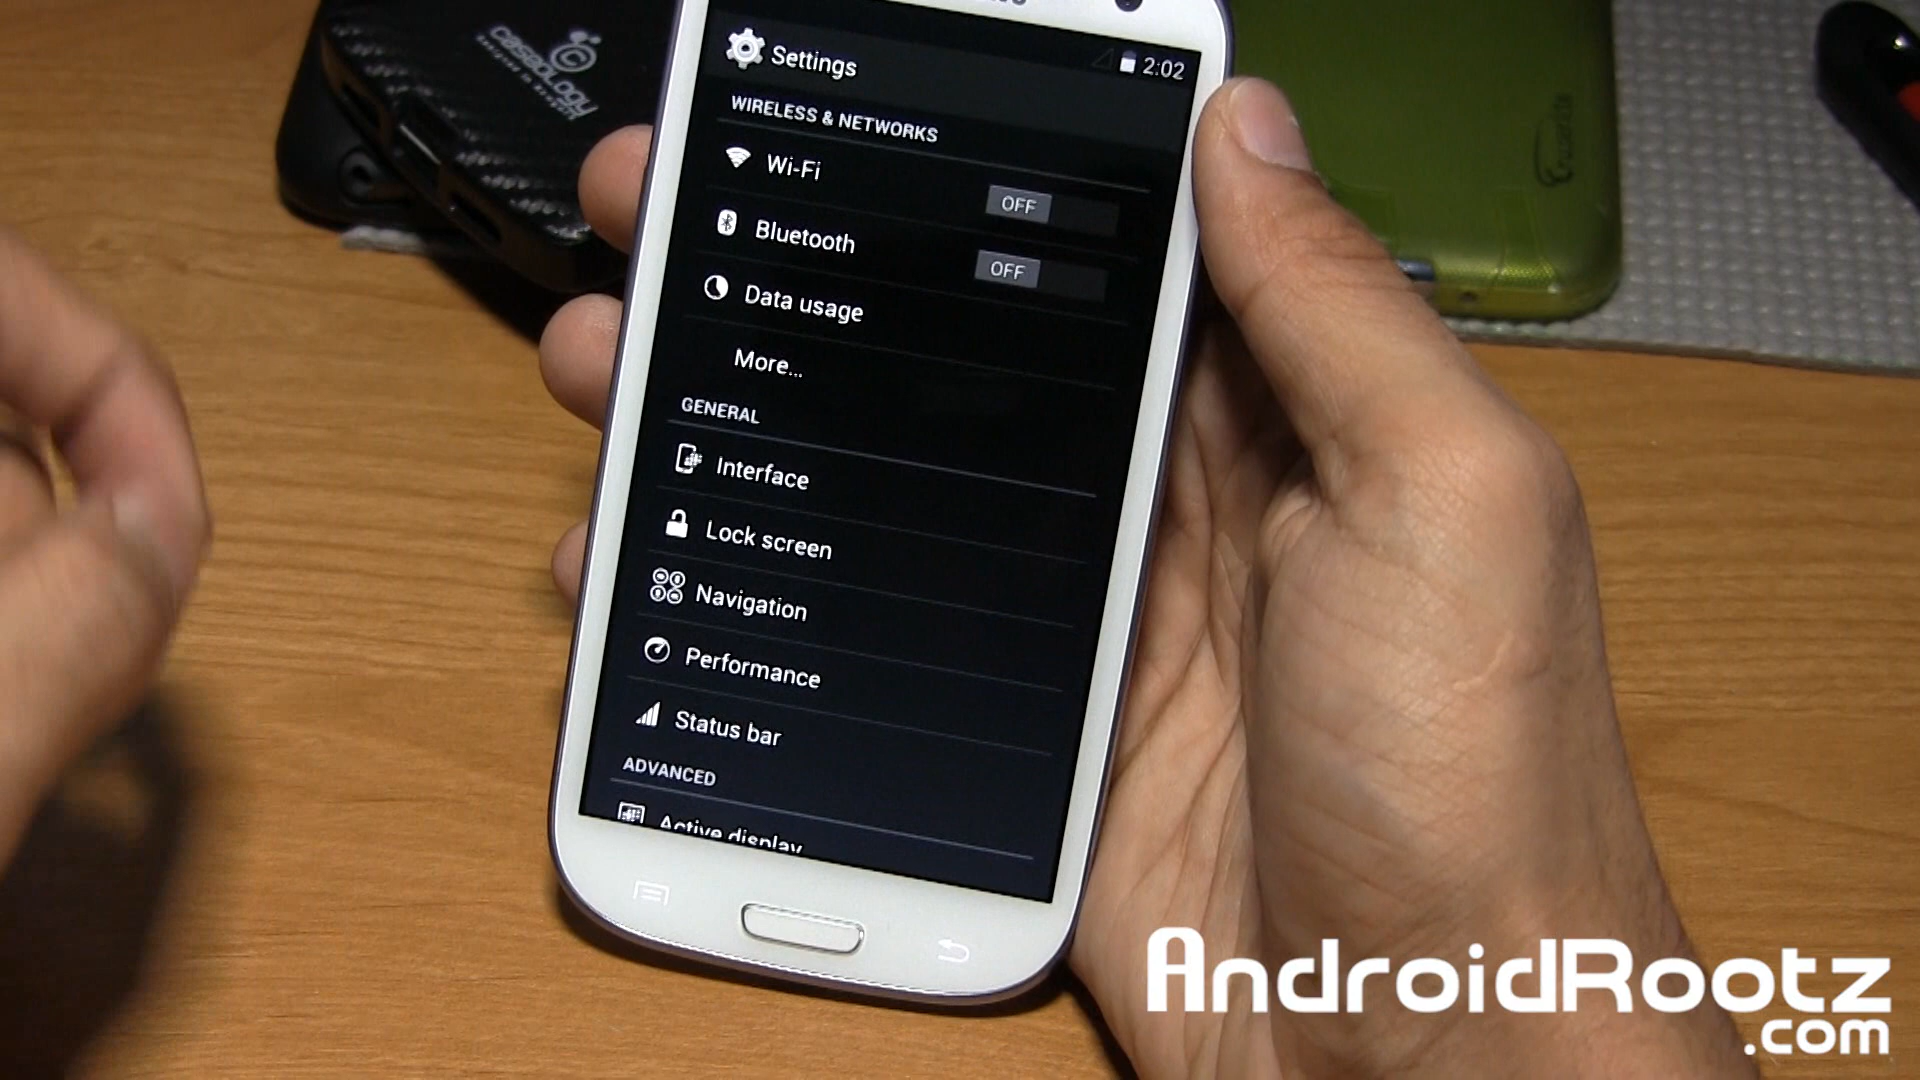 caseology
Settings
2:02
WIRELESS & NETWORKS
Wi-Fi
OFF
Bluetooth
OFF
Data usage
More...
GENERAL
Interface
Lock screen
Navigation
Performance
Status bar
ADVANCED
Active display
AndroidRootz
.com